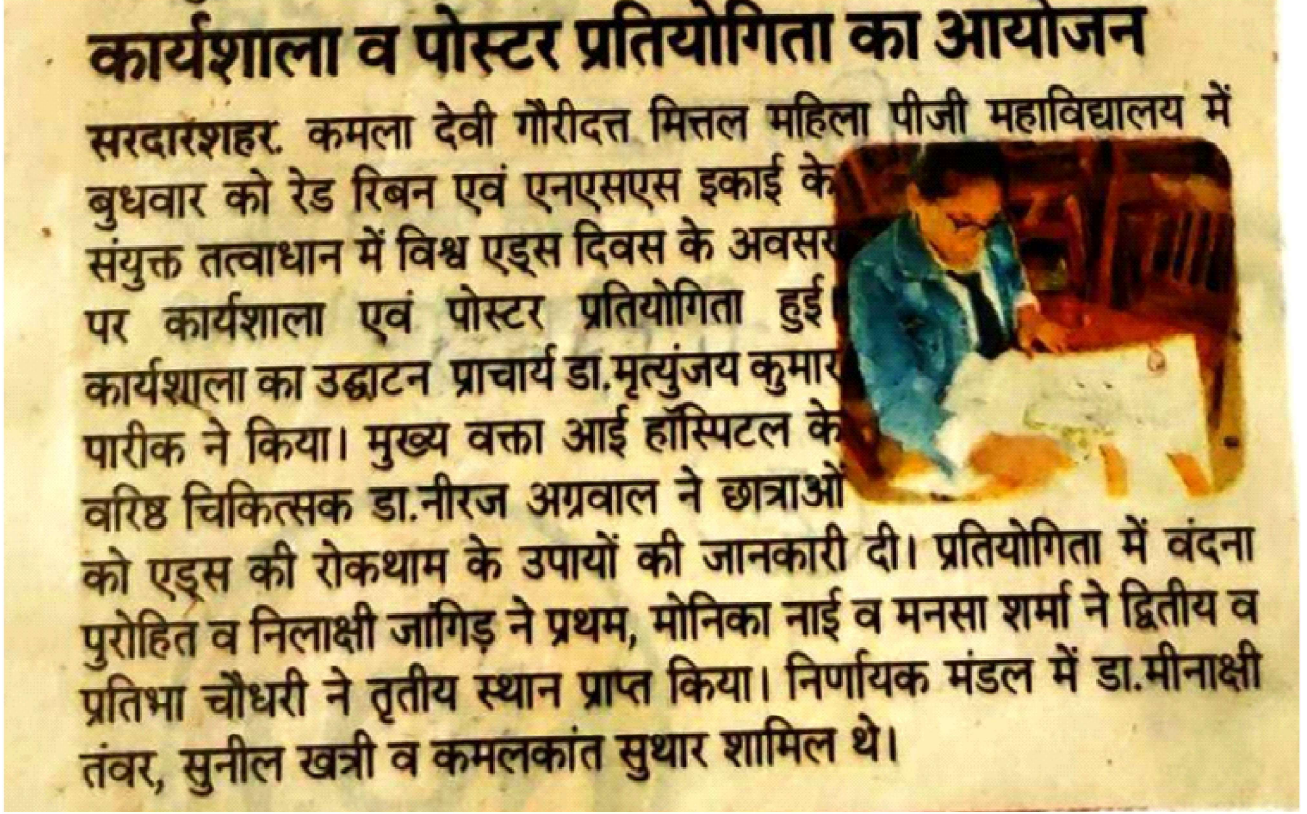 कार्यशाला व पोस्टर प्रतियोगिता का आयोजन
सरदारशहर. कमला देवी गौरीदत्त मित्तल महिला पीजी महाविद्यालय में
बुधवार को रेड रिबन एवं एनएसएस इकाई के
संयुक्त तत्वाधान में विश्व एड्स दिवस के अवसर
पर कार्यशाला एवं पोस्टर प्रतियोगिता हुई।
कार्यशाला का उद्घाटन प्राचार्य डा.मृत्युंजय कुमार
पारीक ने किया। मुख्य वक्ता आई हॉस्पिटल के
वरिष्ठ चिकित्सक डा.नीरज अग्रवाल ने छात्राओं
को एड्स की रोकथाम के उपायों की जानकारी दी। प्रतियोगिता में वंदना
पुरोहित व निलाक्षी जांगिड़ ने प्रथम, मोनिका नाई व मनसा शर्मा ने द्वितीय व
प्रतिभा चौधरी ने तृतीय स्थान प्राप्त किया। निर्णायक मंडल में डा.मीनाक्षी
तंवर, सुनील खत्री व कमलकांत सुथार शामिल थे।